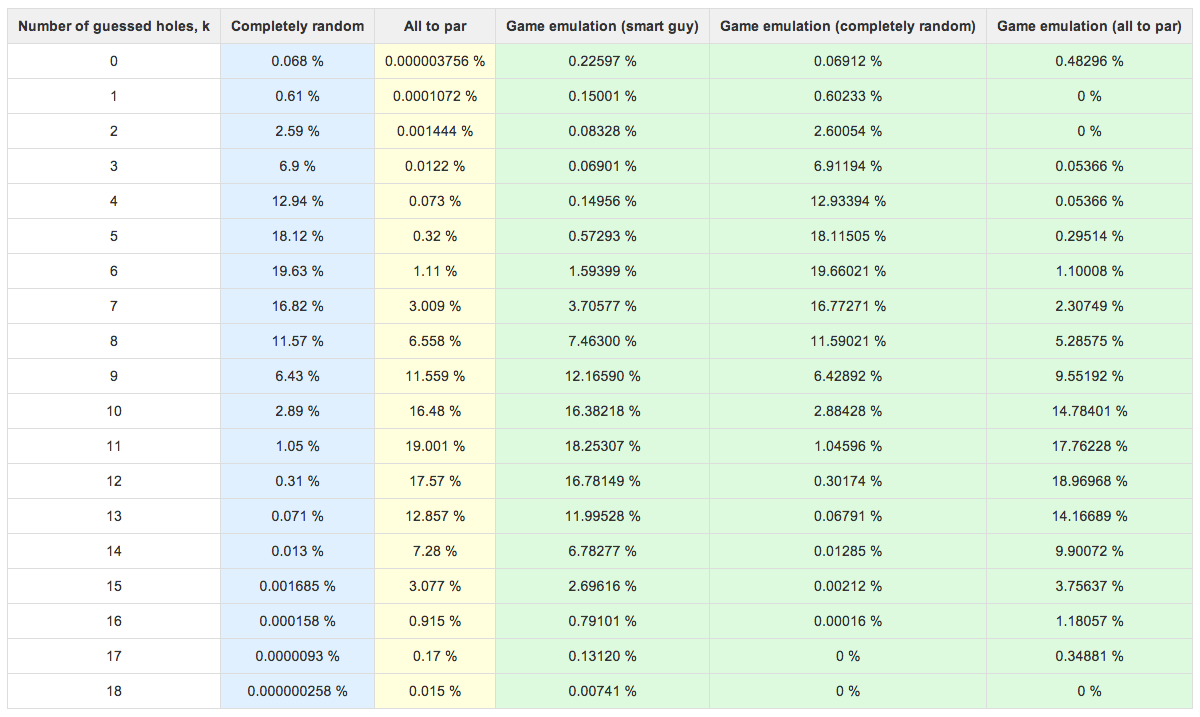 Number of guessed holes, k Completely random All to par Game emulation (smart guy) Game emulation (completely random) Game emulation (all to par)
0 0.068 % 0.000003756 % 0.22597 % 0.06912 % 0.48296 %
1 0.61 % 0.0001072 % 0.15001 % 0.60233 % 0 %
2 2.59 % 0.001444 % 0.08328 % 2.60054 % 0 %
3 6.9 % 0.0122 % 0.06901 % 6.91194 % 0.05366 %
4 12.94 % 0.073 % 0.14956 % 12.93394 % 0.05366 %
5 18.12 % 0.32 % 0.57293 % 18.11505 % 0.29514 %
6 19.63 % 1.11 % 1.59399 % 19.66021 % 1.10008 %
7 16.82 % 3.009 % 3.70577 % 16.77271 % 2.30749 %
8 11.57 % 6.558 % 7.46300 % 11.59021 % 5.28575 %
9 6.43 % 11.559 % 12.16590 % 6.42892 % 9.55192 %
10 2.89 % 16.48 % 16.38218 % 2.88428 % 14.78401 %
11 1.05 % 19.001 % 18.25307 % 1.04596 % 17.76228 %
12 0.31 % 17.57 % 16.78149 % 0.30174 % 18.96968 %
13 0.071 % 12.857 % 11.99528 % 0.06791 % 14.16689 %
14 0.013 % 7.28 % 6.78277 % 0.01285 % 9.90072 %
15 0.001685 % 3.077 % 2.69616 % 0.00212 % 3.75637 %
16 0.000158 % 0.915 % 0.79101 % 0.00016 % 1.18057 %
17 0.0000093 % 0.17 % 0.13120 % 0 % 0.34881 %
18 0.000000258 % 0.015 % 0.00741 % 0 % 0 %